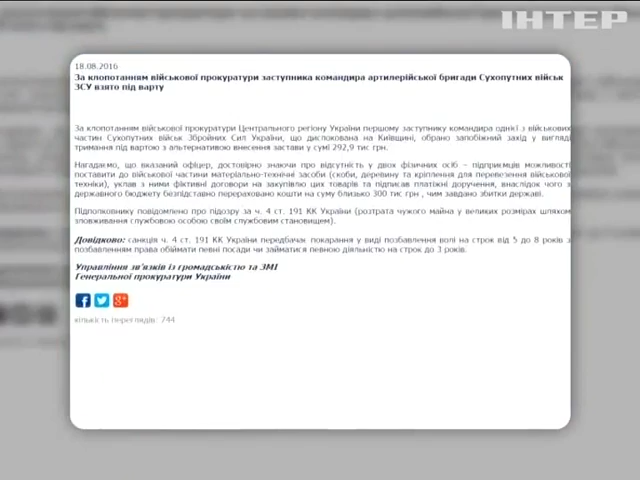 ІНТЕР
18.08.2016
За клопотанням військової прокуратури заступника командира артилерійської бригади Сухопутних військ
ЗСУ взято під варту
За клопотанням військової прокуратури Центрального регіону України першому заступнику командира однієї з військових
частин Сухопутних військ Збройних Сил України, що дислокована на Київщині, обрано запобіжний захід у вигляді
тримання під вартою з альтернативою внесення застави у сумі 292,9 тис грн.
Нагадаємо, що вказаний офіцер, достовірно знаючи про відсутність у двох фізичних осіб – підприємців можливості
поставити до військової частини матеріально-технічні засоби (скоби, деревину та кріплення для перевезення військової
техніки), уклав з ними фіктивні договори на закупівлю цих товарів та підписав платіжні доручення, внаслідок чого з
державного бюджету безпідставно перераховано кошти на суму близько 300 тис грн , чим завдано збитки державі.
Підполковнику повідомлено про підозру за ч. 4 ст. 191 КК України (розтрата чужого майна у великих розмірах шляхом
зловживання службовою особою своїм службовим становищем).
Довідково: санкція ч. 4 ст. 191 КК України передбачає покарання у виді позбавлення волі на строк від 5 до 8 років з
позбавленням права обіймати певні посади чи займатися певною діяльністю на строк до 3 років.
Управління зв’язків із громадськістю та ЗМІ
Генеральної прокуратури України
кількість переглядів: 744